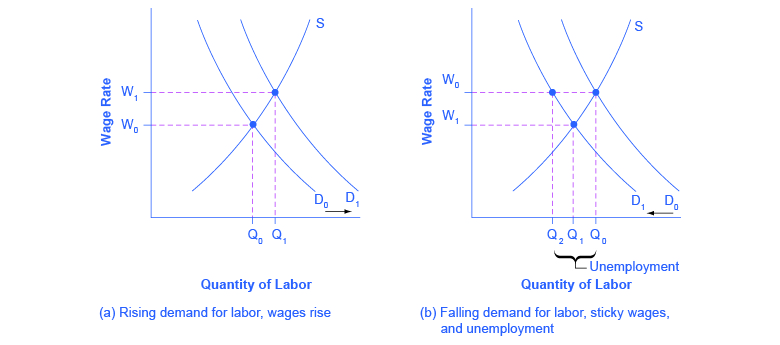 S
W₁
W₀
Wage Rate
D₀
D₁
Q₀ Q₁
Quantity of Labor
(a) Rising demand for labor, wages rise
S
W₀
W₁
Wage Rate
D₁
D₀
Q₂ Q₁ Q₀
Unemployment
Quantity of Labor
(b) Falling demand for labor, sticky wages,
and unemployment